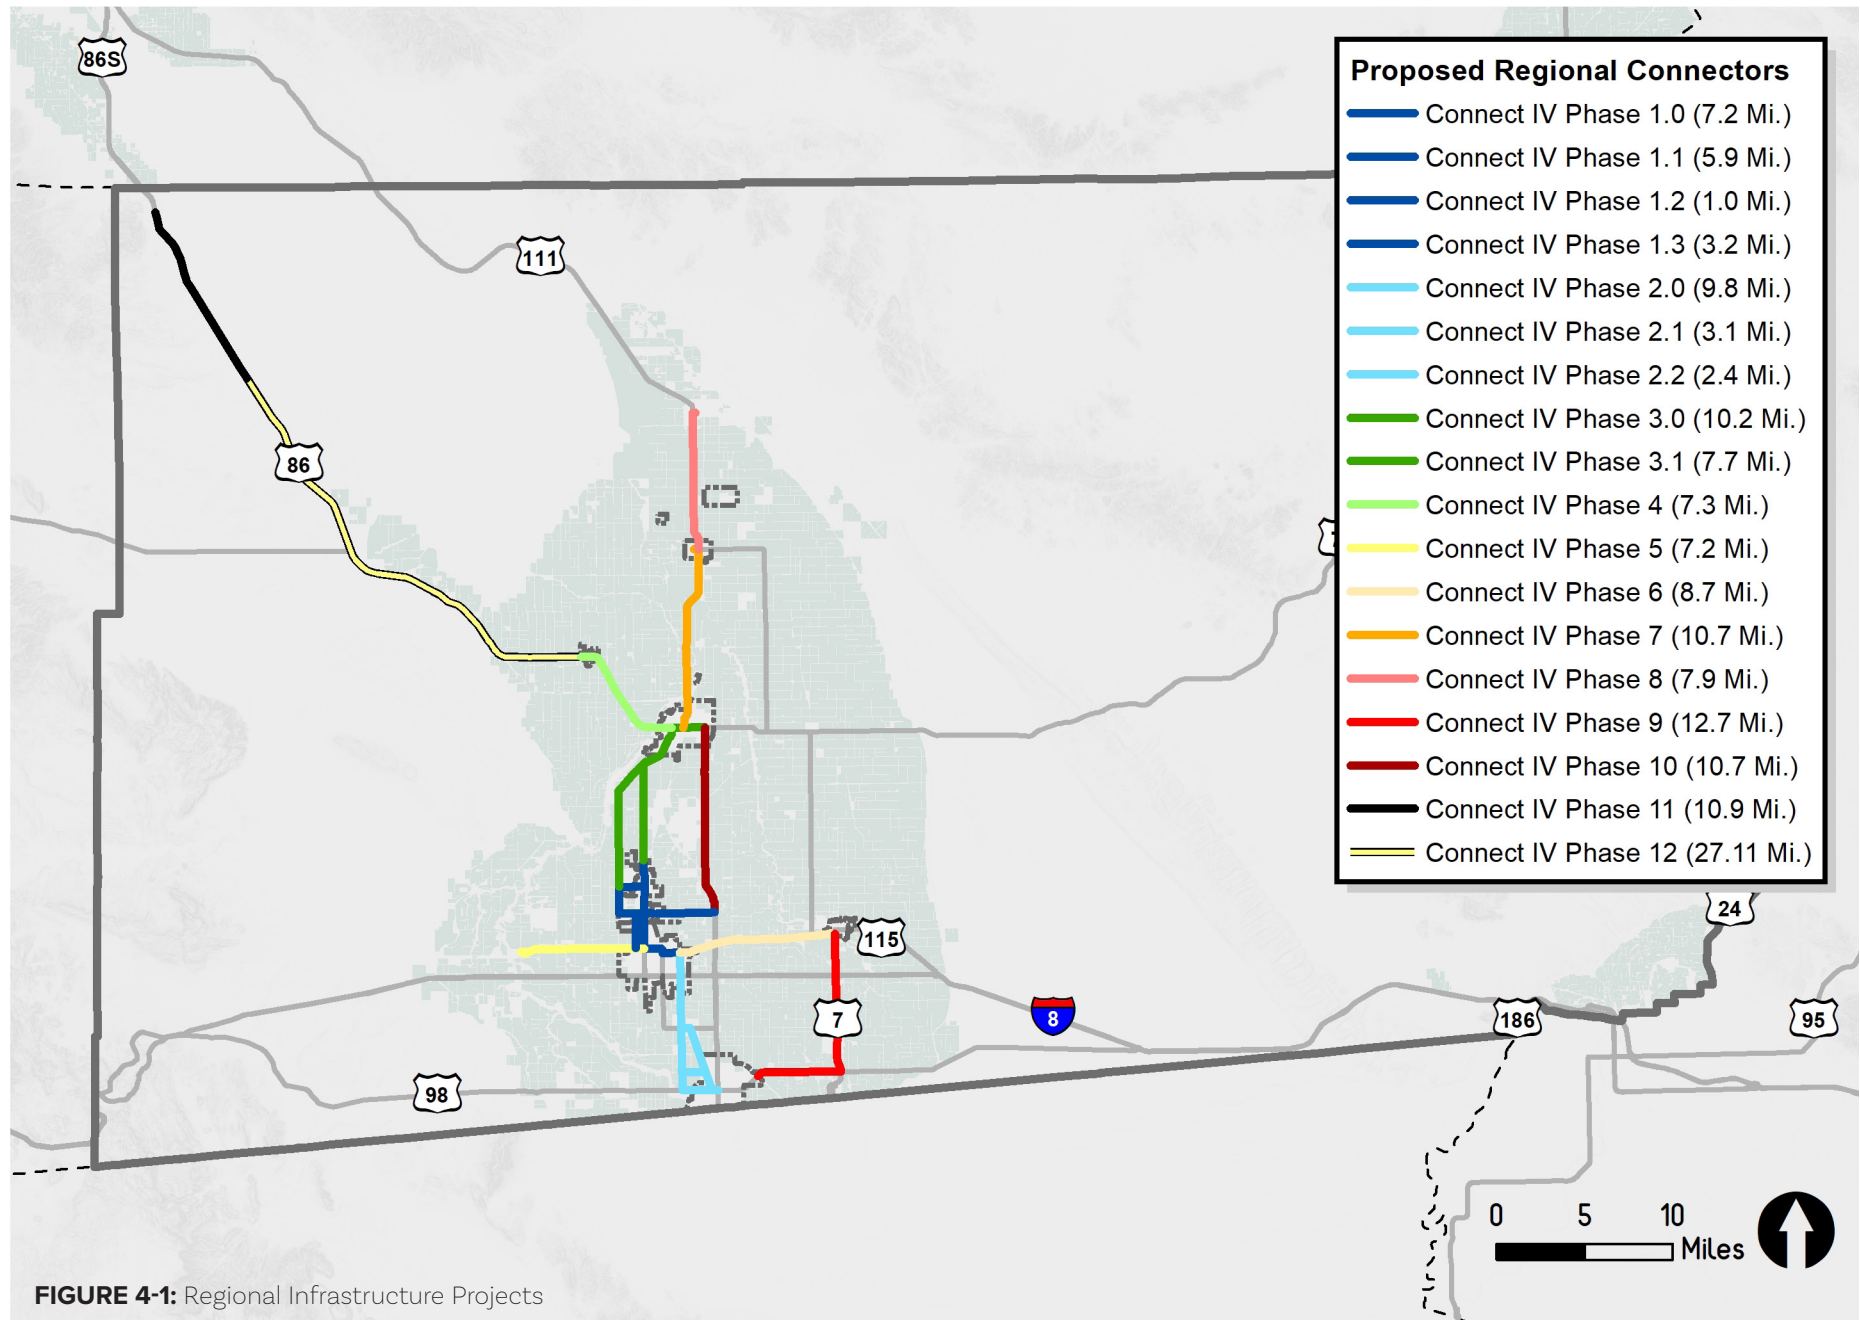 86S
Proposed Regional Connectors
Connect IV Phase 1.0 (7.2 Mi.)
Connect IV Phase 1.1 (5.9 Mi.)
Connect IV Phase 1.2 (1.0 Mi.)
Connect IV Phase 1.3 (3.2 Mi.)
Connect IV Phase 2.0 (9.8 Mi.)
Connect IV Phase 2.1 (3.1 Mi.)
Connect IV Phase 2.2 (2.4 Mi.)
Connect IV Phase 3.0 (10.2 Mi.)
Connect IV Phase 3.1 (7.7 Mi.)
Connect IV Phase 4 (7.3 Mi.)
Connect IV Phase 5 (7.2 Mi.)
Connect IV Phase 6 (8.7 Mi.)
Connect IV Phase 7 (10.7 Mi.)
Connect IV Phase 8 (7.9 Mi.)
Connect IV Phase 9 (12.7 Mi.)
Connect IV Phase 10 (10.7 Mi.)
Connect IV Phase 11 (10.9 Mi.)
Connect IV Phase 12 (27.11 Mi.)
111
86
24
115
7
8
186
95
98
0 5 10
Miles
FIGURE 4-1: Regional Infrastructure Projects